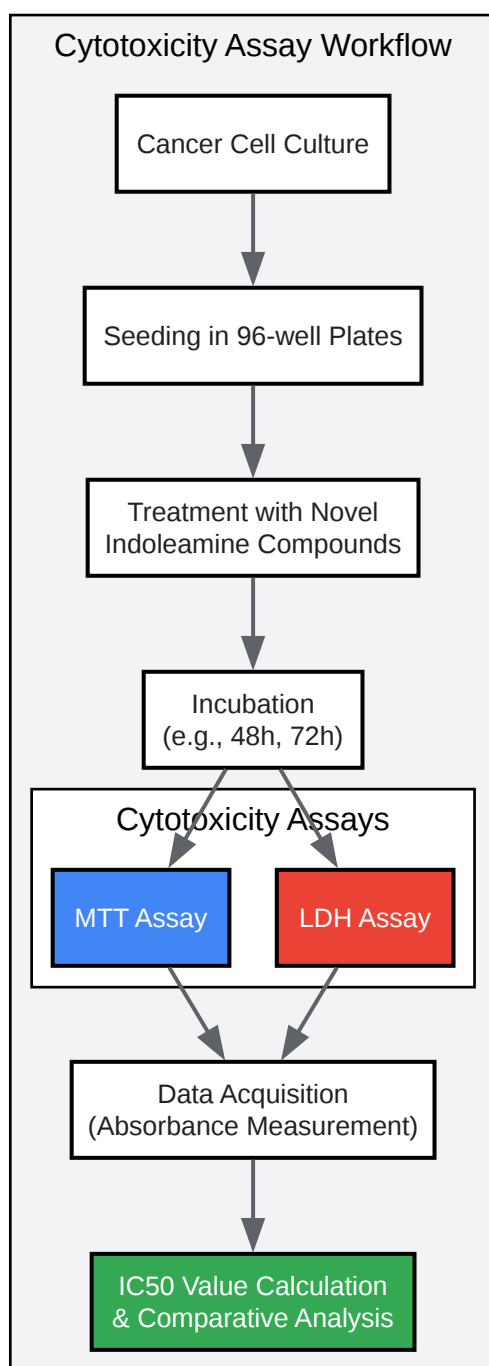 Cytotoxicity Assay Workflow
Cancer Cell Culture
Seeding in 96-well Plates
Treatment with Novel
Indoleamine Compounds
Incubation
(e.g., 48h, 72h)
Cytotoxicity Assays
MTT Assay
LDH Assay
Data Acquisition
(Absorbance Measurement)
IC50 Value Calculation
& Comparative Analysis